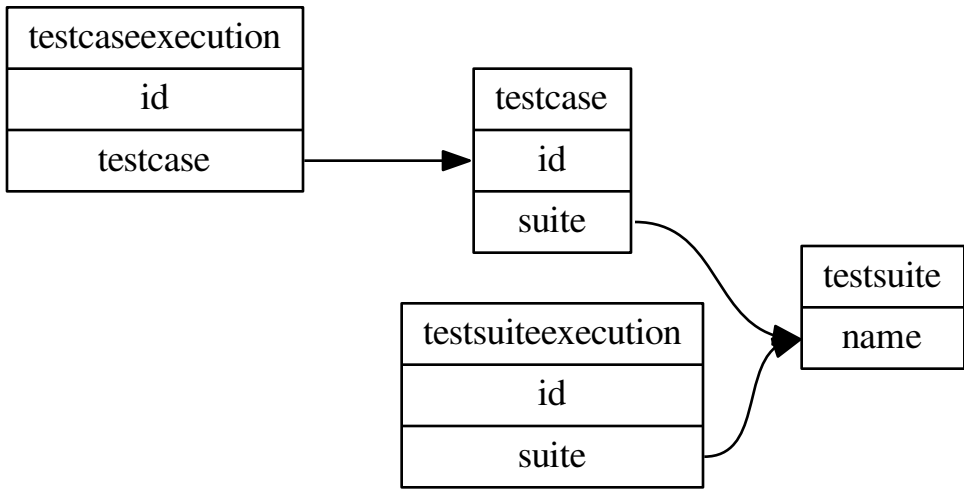 testcaseexecution
id
testcase
testcase
id
suite
testsuiteexecution
id
suite
testsuite
name